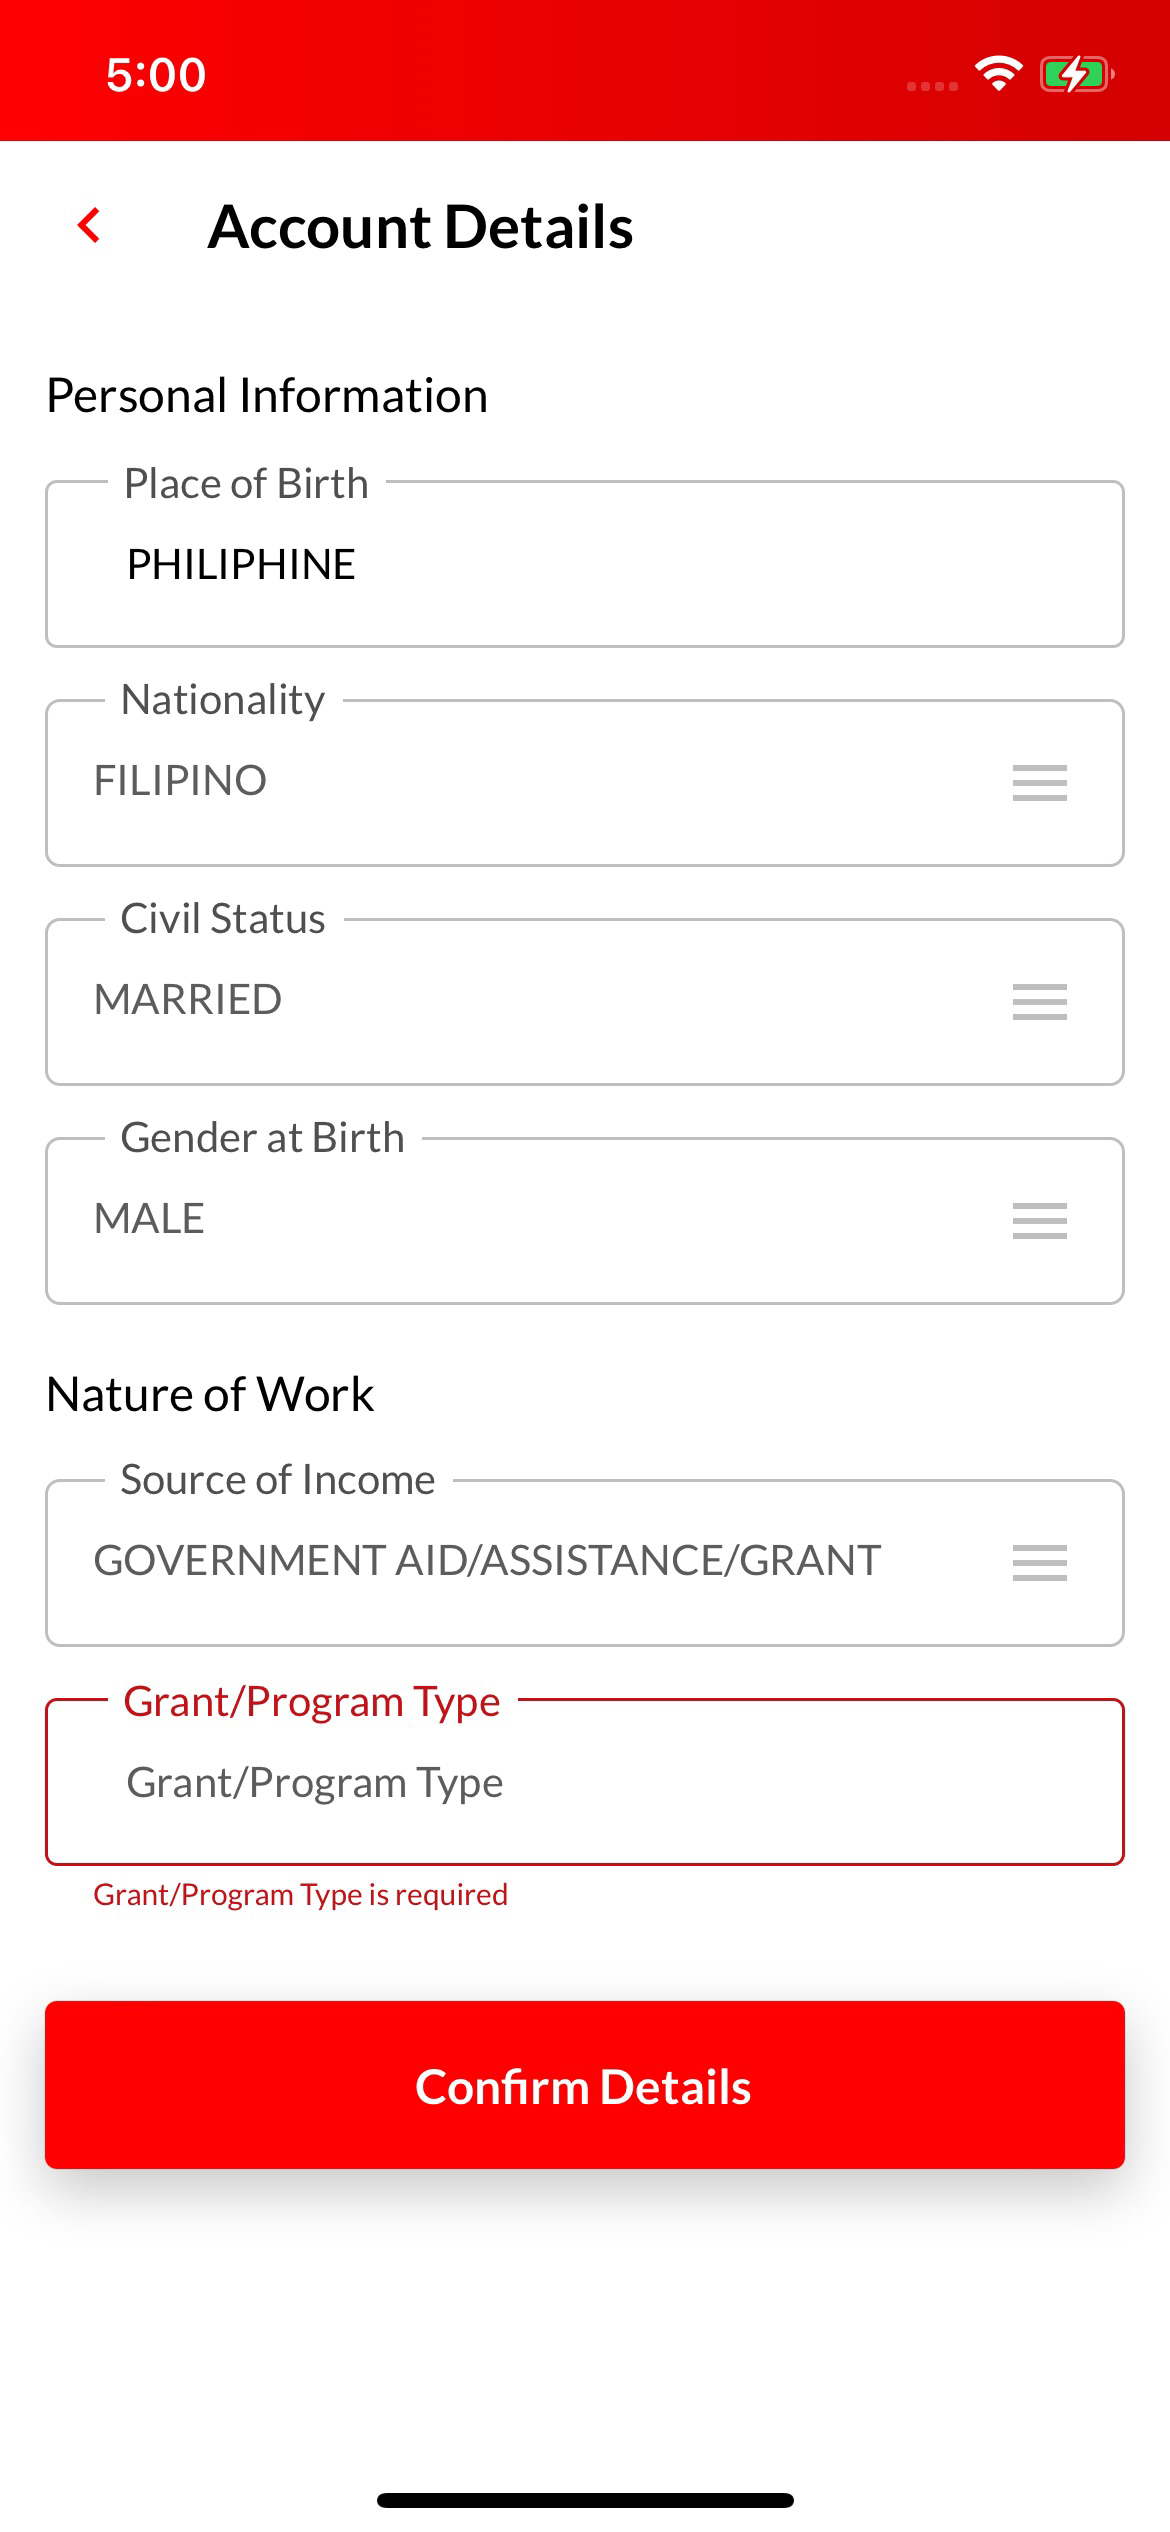 5:00
Account Details
Personal Information
Place of Birth
PHILIPHINE
Nationality
FILIPINO
Civil Status
MARRIED
Gender at Birth
MALE
Nature of Work
Source of Income
GOVERNMENT AID/ASSISTANCE/GRANT
Grant/Program Type
Grant/Program Type
Grant/Program Type is required
Confirm Details